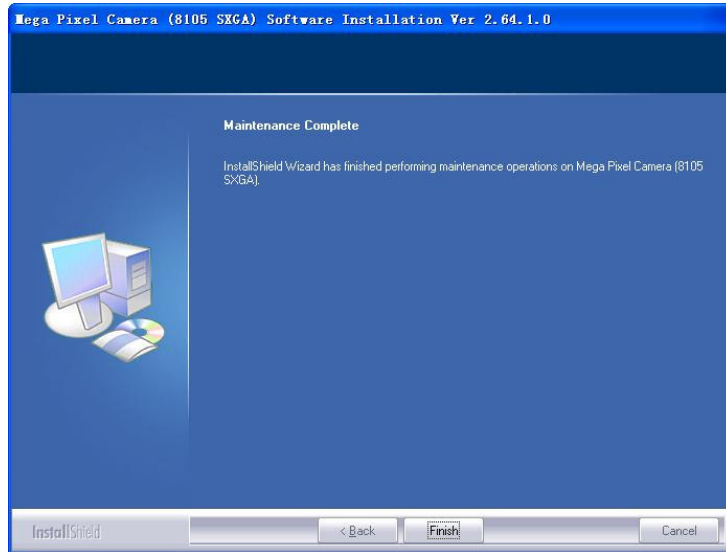 Mega Pixel Camera (8105 SXGA) Software Installation Ver 2.64.1.0
Maintenance Complete
InstallShield Wizard has finished performing maintenance operations on Mega Pixel Camera (8105
SXGA).
InstallShield
< Back
Finish
Cancel